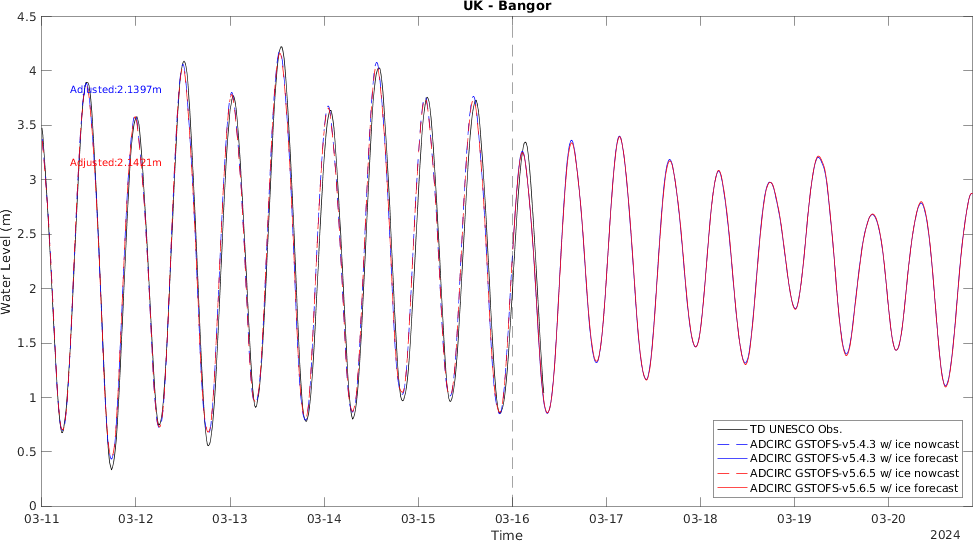 UK - Bangor
4.5
4
3.5
3
2.5
2
1.5
1
0.5
0
Water Level (m)
Adjusted:2.1397m
Adjusted:2.1421m
TD UNESCO Obs.
ADCIRC GSTOFS-v5.4.3 w/ ice nowcast
ADCIRC GSTOFS-v5.4.3 w/ ice forecast
ADCIRC GSTOFS-v5.6.5 w/ ice nowcast
ADCIRC GSTOFS-v5.6.5 w/ ice forecast
03-11 03-12 03-13 03-14 03-15 03-16 03-17 03-18 03-19 03-20
Time
2024